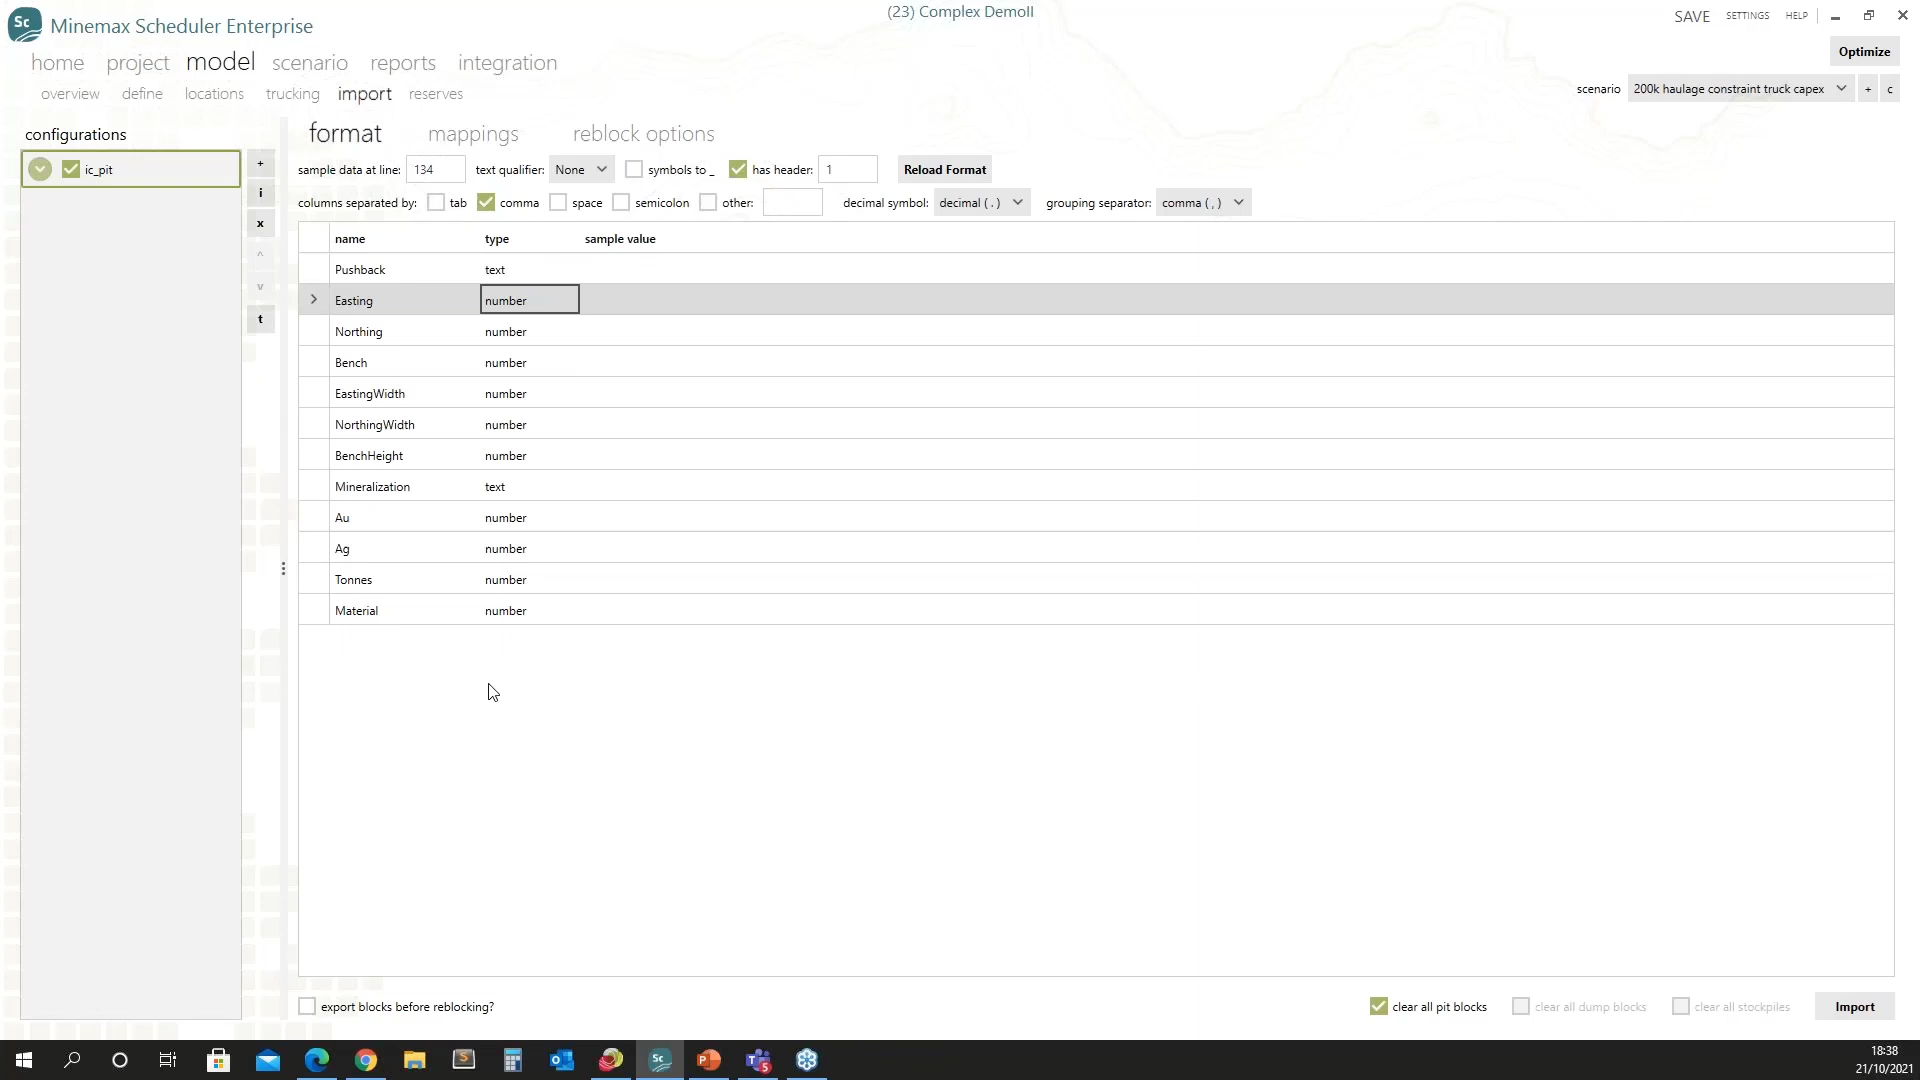 Sc Minemax Scheduler Enterprise
(23) Complex DemoII
SAVE SETTINGS HELP
home project model scenario reports integration
Optimize
overview define locations trucking import reserves
scenario 200k haulage constraint truck capex + c
configurations
format mappings reblock options
ic_pit
+
i
x
^
v
t
sample data at line: 134 text qualifier: None symbols to _ has header: 1 Reload Format
columns separated by: tab comma space semicolon other: decimal symbol: decimal (.) grouping separator: comma (,)
name type sample value
Pushback text
Easting number
Northing number
Bench number
EastingWidth number
NorthingWidth number
BenchHeight number
Mineralization text
Au number
Ag number
Tonnes number
Material number
export blocks before reblocking?
clear all pit blocks clear all dump blocks clear all stockpiles Import
18:38
21/10/2021